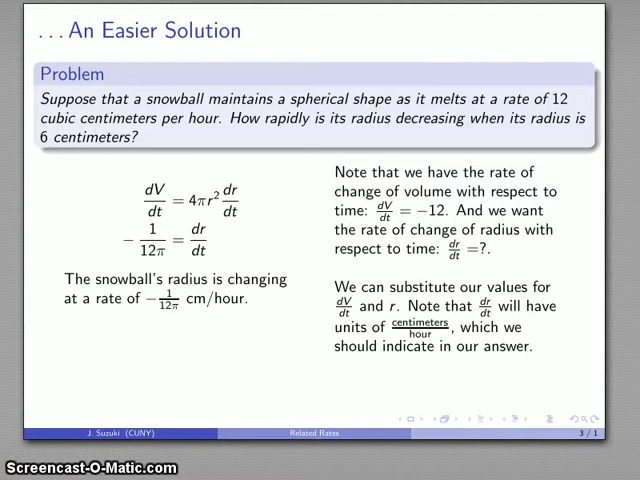 . . . An Easier Solution
Problem
Suppose that a snowball maintains a spherical shape as it melts at a rate of 12
cubic centimeters per hour. How rapidly is its radius decreasing when its radius is
6 centimeters?
dV/dt = 4πr² dr/dt
− 1/12π = dr/dt
The snowball's radius is changing
at a rate of −1/12π cm/hour.
Note that we have the rate of
change of volume with respect to
time: dV/dt = −12. And we want
the rate of change of radius with
respect to time: dr/dt =?.
We can substitute our values for
dV/dt and r. Note that dr/dt will have
units of centimeters/hour, which we
should indicate in our answer.
J. Suzuki (CUNY)
Related Rates
3 / 1
Screencast-O-Matic.com